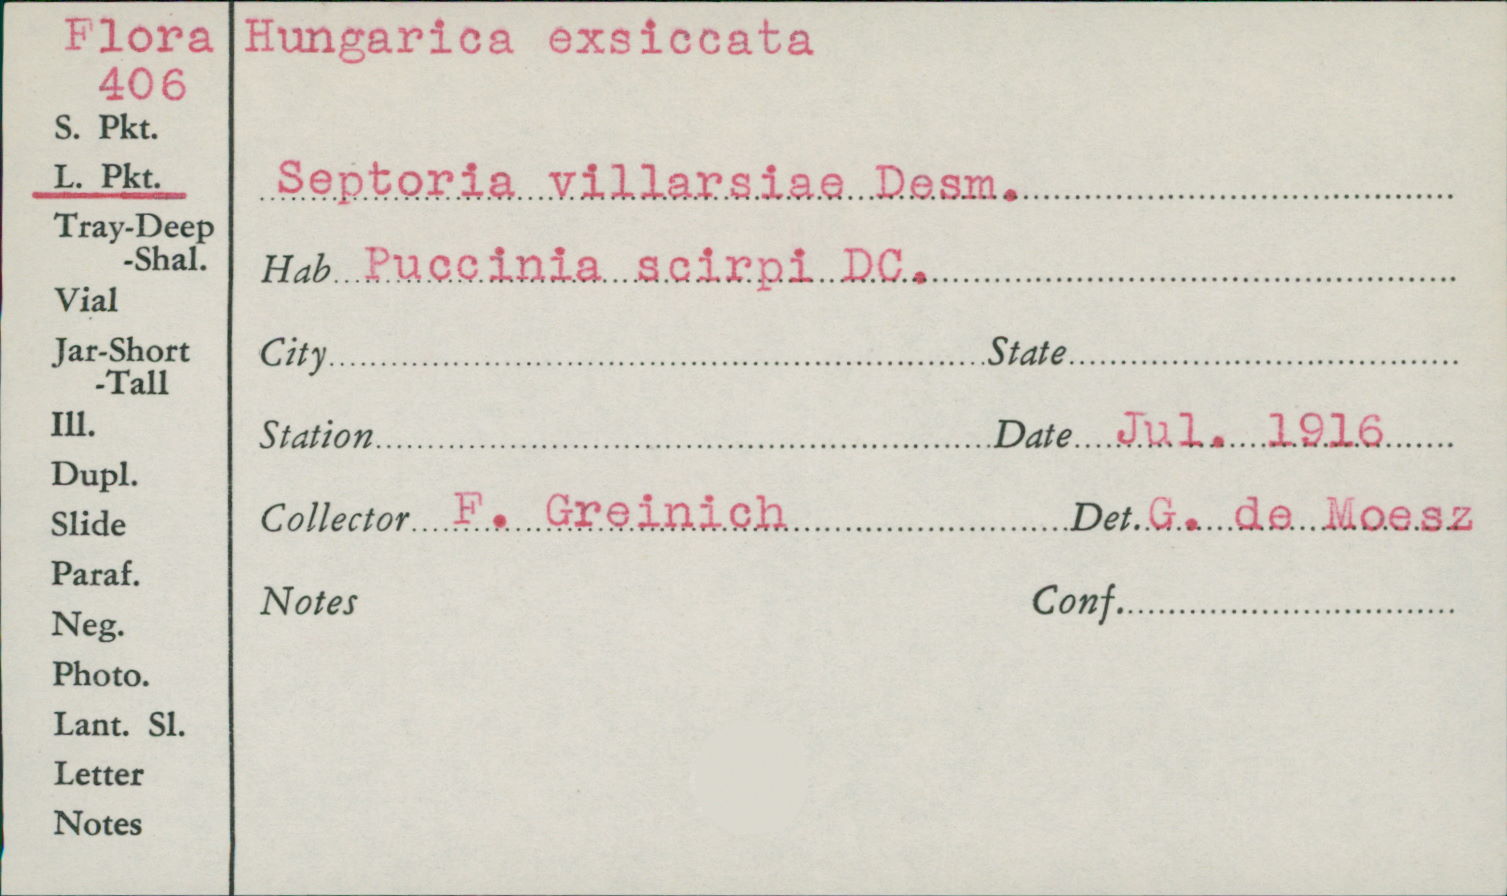 Flora Hungarica exsiccata
406
S. Pkt.
L. Pkt.
Septoria villarsiae Desm.
Tray-Deep
-Shal.
Hab Puccinia scirpi DC.
Vial
Jar-Short
-Tall
City State
Ill.
Station Date Jul. 1916
Dupl.
Slide
Collector F. Greinich Det. G. de Moesz
Paraf.
Neg.
Notes Conf.
Photo.
Lant. Sl.
Letter
Notes